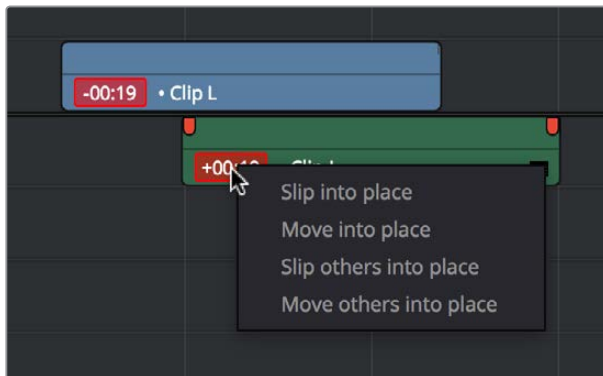 -00:19 • Clip L
Slip into place
Move into place
Slip others into place
Move others into place